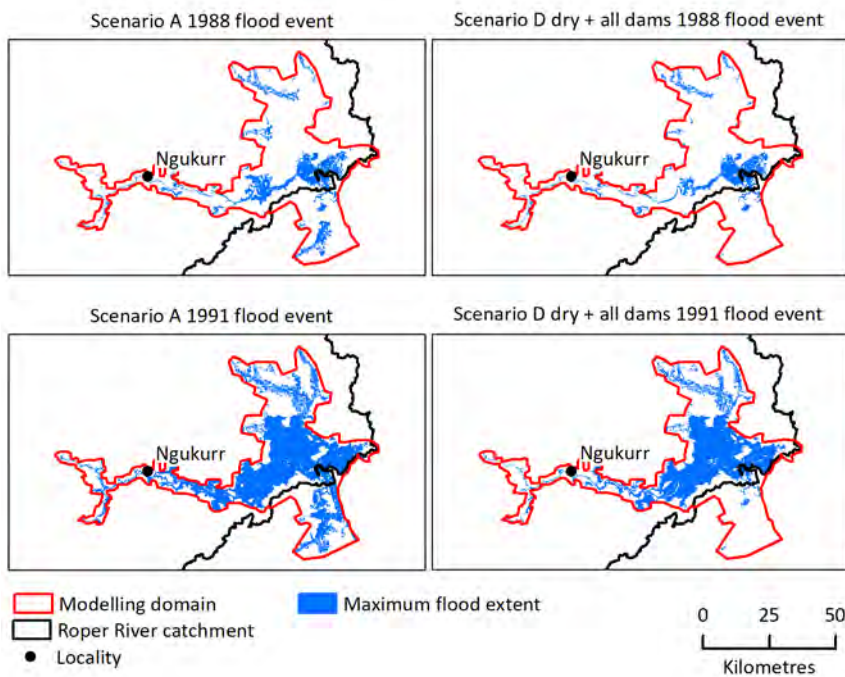 Scenario A 1988 flood event
Scenario D dry + all dams 1988 flood event
Ngukurr
Ngukurr
Scenario A 1991 flood event
Scenario D dry + all dams 1991 flood event
Ngukurr
Ngukurr
Modelling domain
Maximum flood extent
Roper River catchment
Locality
0 25 50
Kilometres